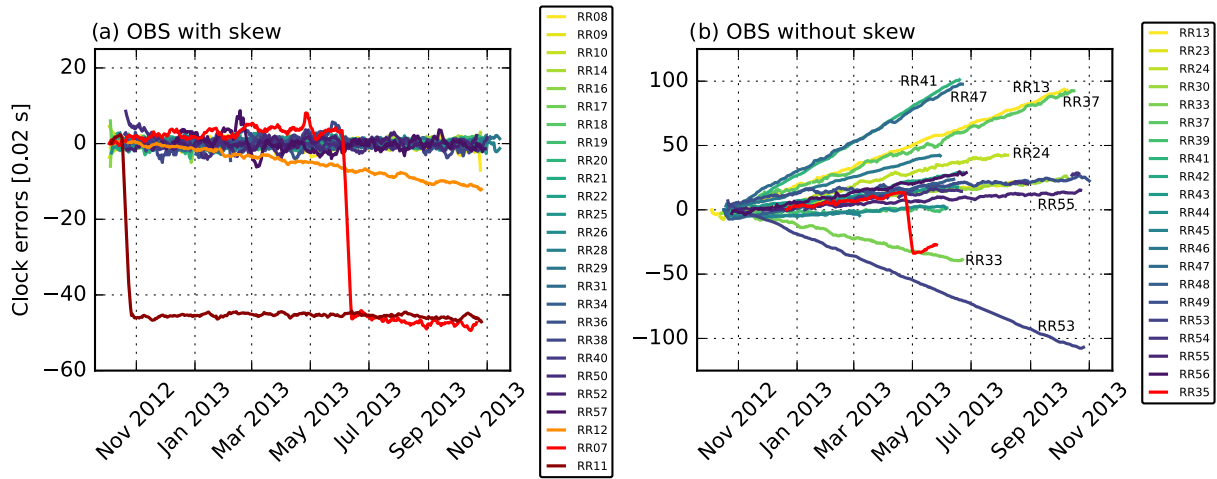 (a) OBS with skew
Clock errors [0.02 s]
20
0
−20
−40
−60
Nov 2012
Jan 2013
Mar 2013
May 2013
Jul 2013
Sep 2013
Nov 2013
RR08
RR09
RR10
RR14
RR16
RR17
RR18
RR19
RR20
RR21
RR22
RR25
RR26
RR28
RR29
RR31
RR34
RR36
RR38
RR40
RR50
RR52
RR57
RR12
RR07
RR11
(b) OBS without skew
100
50
0
−50
−100
RR41
RR47
RR13
RR37
RR24
RR55
RR33
RR53
Nov 2012
Jan 2013
Mar 2013
May 2013
Jul 2013
Sep 2013
Nov 2013
RR13
RR23
RR24
RR30
RR33
RR37
RR39
RR41
RR42
RR43
RR44
RR45
RR46
RR47
RR48
RR49
RR53
RR54
RR55
RR56
RR35